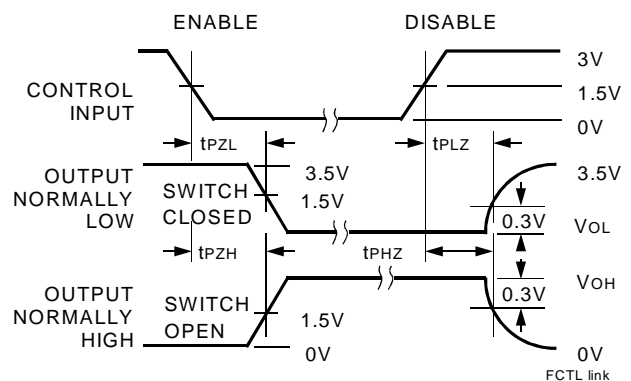 ENABLE DISABLE
3V
CONTROL
INPUT
1.5V
0V
tPZL tPLZ
OUTPUT
NORMALLY
LOW
SWITCH
CLOSED
3.5V
1.5V
3.5V
0.3V
VOL
tPZH tPHZ
OUTPUT
NORMALLY
HIGH
SWITCH
OPEN
1.5V
0V
VOH
0.3V
0V
FCTL link